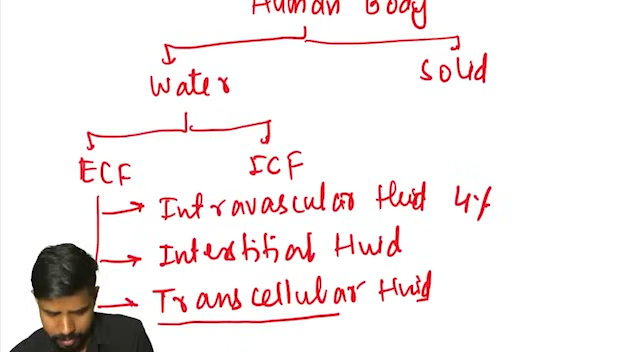 Human Body
Water Solid
ECF ICF
Intravascular fluid 4%
Interstitial fluid
Transcellular fluid